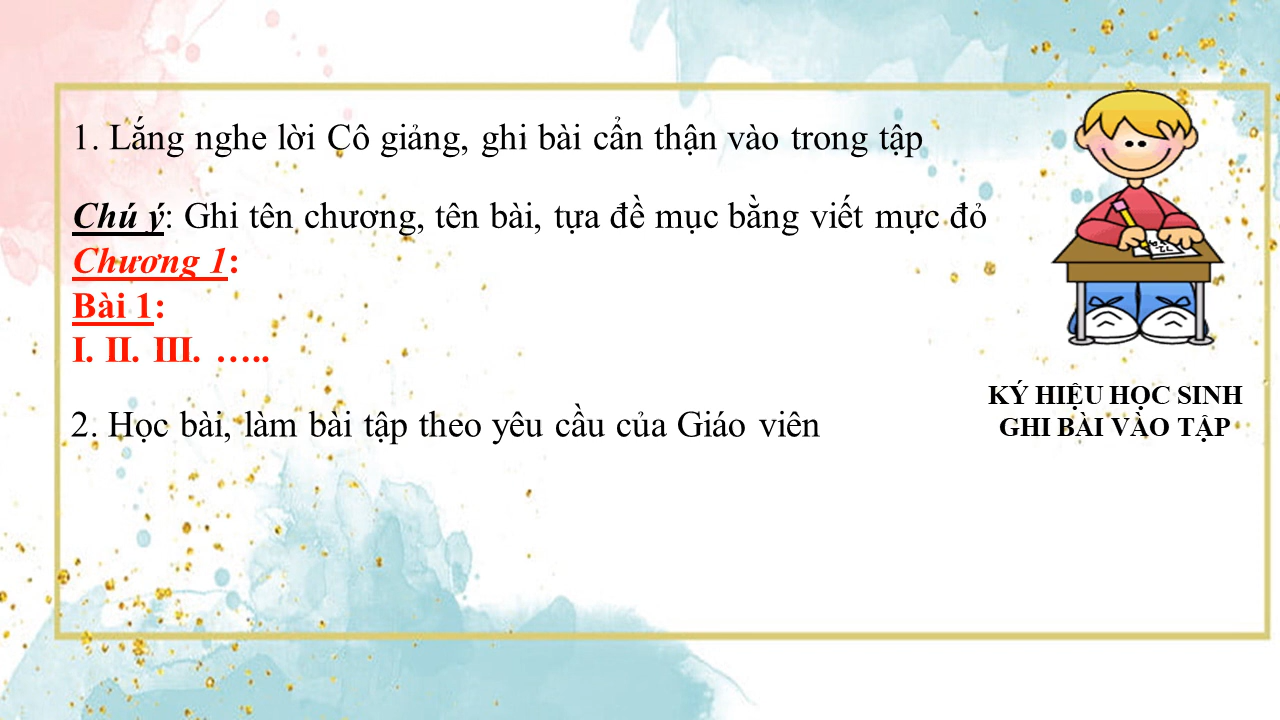 1. Lắng nghe lời Cô giảng, ghi bài cẩn thận vào trong tập
Chú ý: Ghi tên chương, tên bài, tựa đề mục bằng viết mực đỏ
Chương 1:
Bài 1:
I. II. III. …..
2. Học bài, làm bài tập theo yêu cầu của Giáo viên
KÝ HIỆU HỌC SINH
GHI BÀI VÀO TẬP